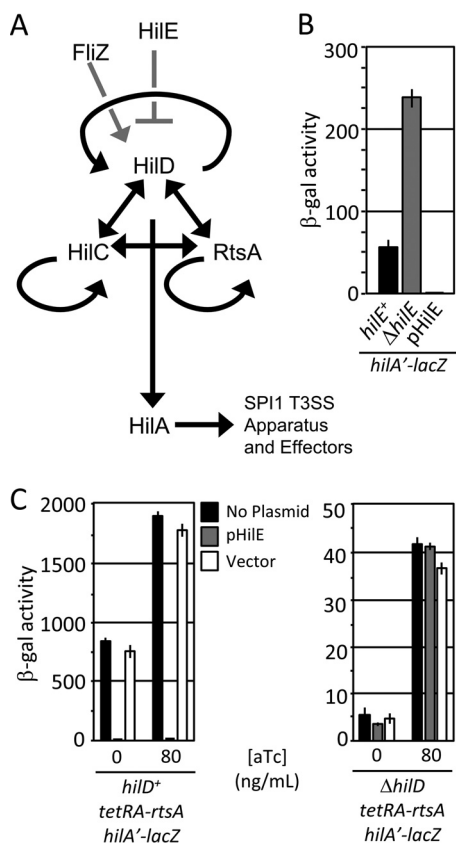 A
HilE
FliZ
HilD
HilC
RtsA
HilA
SPI1 T3SS
Apparatus
and Effectors
B
300
200
100
0
β-gal activity
hilE⁺
ΔhilE
pHilE
hilA’-lacZ
C
2000
1750
1000
500
0
β-gal activity
0
80
hilD⁺
tetRA-rtsA
hilA’-lacZ
No Plasmid
pHilE
Vector
[aTc]
(ng/mL)
50
40
30
20
10
0
0
80
ΔhilD
tetRA-rtsA
hilA’-lacZ